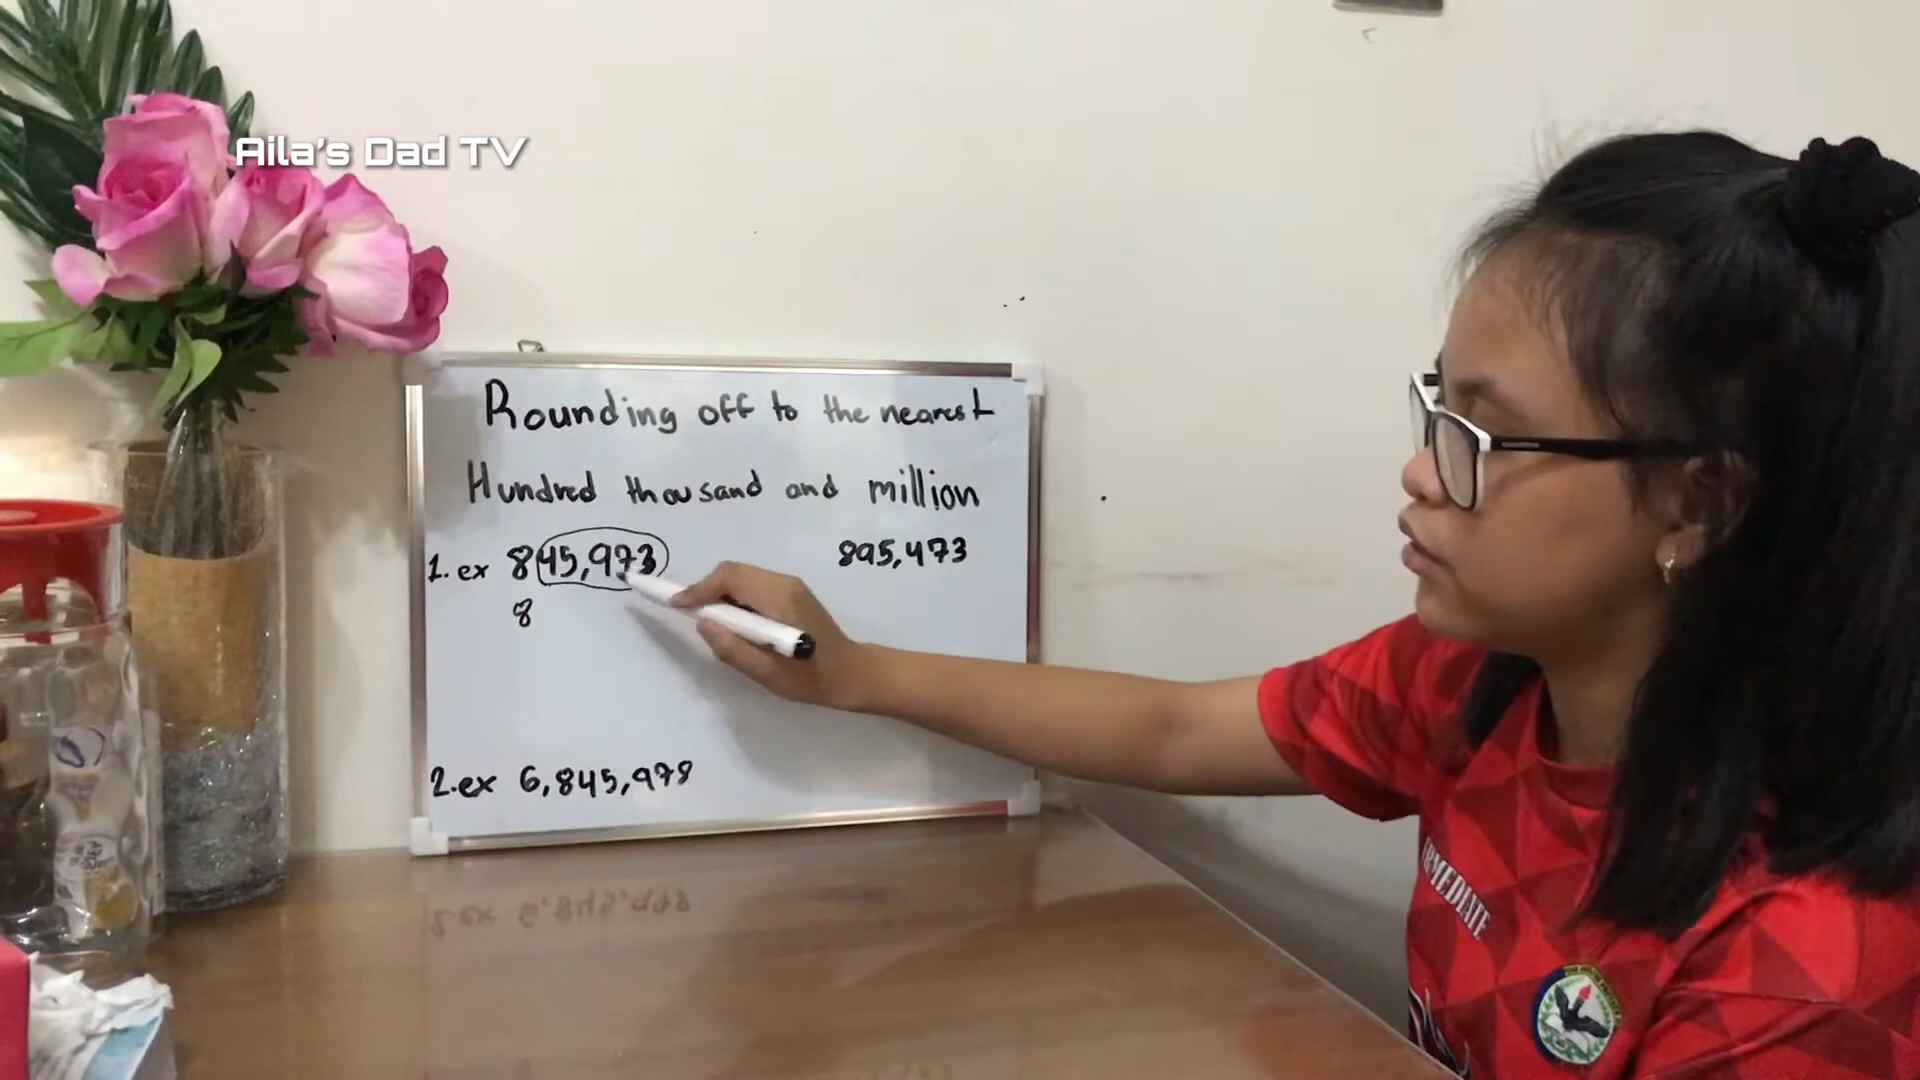 Aila's Dad TV
Rounding off to the nearest
Hundred thousand and million
1. ex 845,973
895,473
8
2.ex 6,845,978